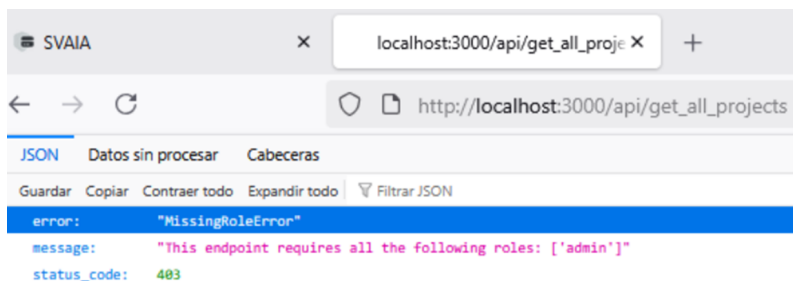 SVAIA
localhost:3000/api/get_all_proje
http://localhost:3000/api/get_all_projects
JSON Datos sin procesar Cabeceras
Guardar Copiar Contraer todo Expandir todo Filtrar JSON
error: "MissingRoleError"
message: "This endpoint requires all the following roles: ['admin']"
status_code: 403